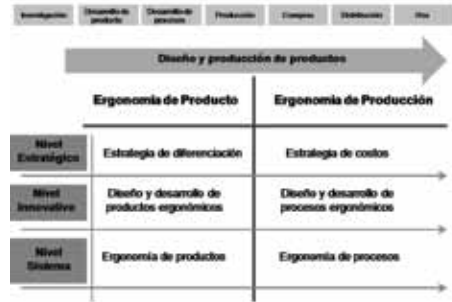 Investigación
Desarrollo de
producto
Desarrollo de
procesos
Producción
Compras
Distribución
Uso
Diseño y producción de productos
Ergonomía de Producto
Ergonomía de Producción
Nivel
Estratégico
Estrategia de diferenciación
Estrategia de costos
Nivel
Innovativo
Diseño y desarrollo de
productos ergonómicos
Diseño y desarrollo de
procesos ergonómicos
Nivel
Sistema
Ergonomía de productos
Ergonomía de procesos